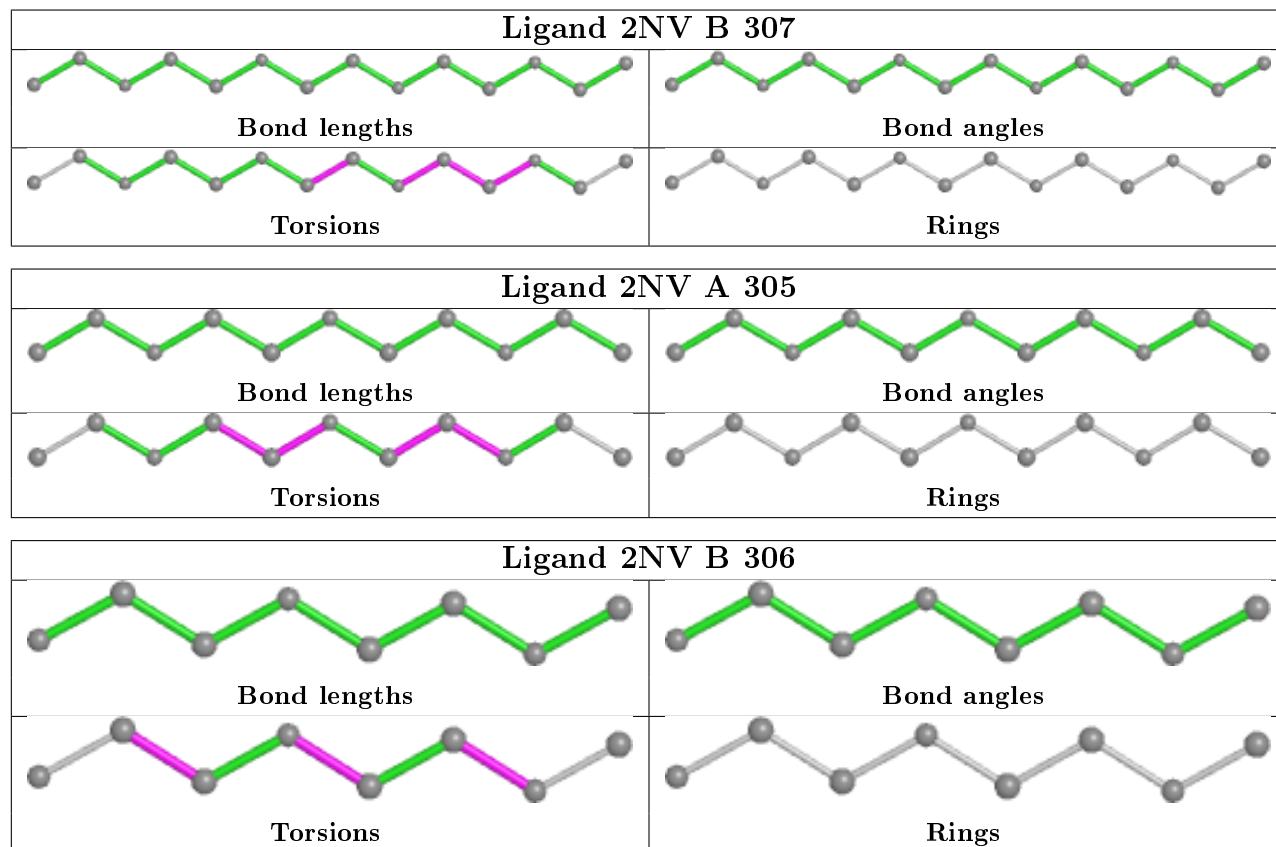 Ligand 2NV B 307
Bond lengths Bond angles
Torsions Rings
Ligand 2NV A 305
Bond lengths Bond angles
Torsions Rings
Ligand 2NV B 306
Bond lengths Bond angles
Torsions Rings